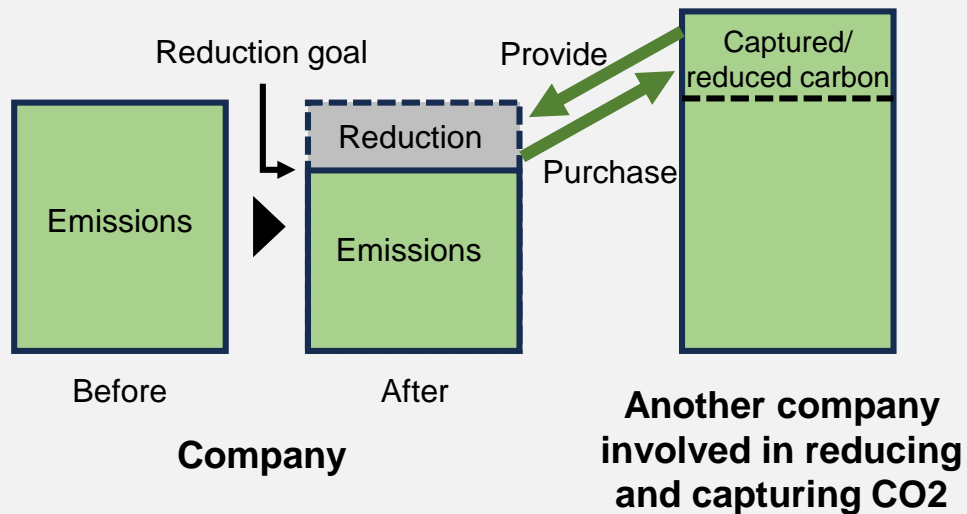 Reduction goal
Provide
Captured/
reduced carbon
Reduction
Purchase
Emissions
Emissions
Before
After
Company
Another company
involved in reducing
and capturing CO2